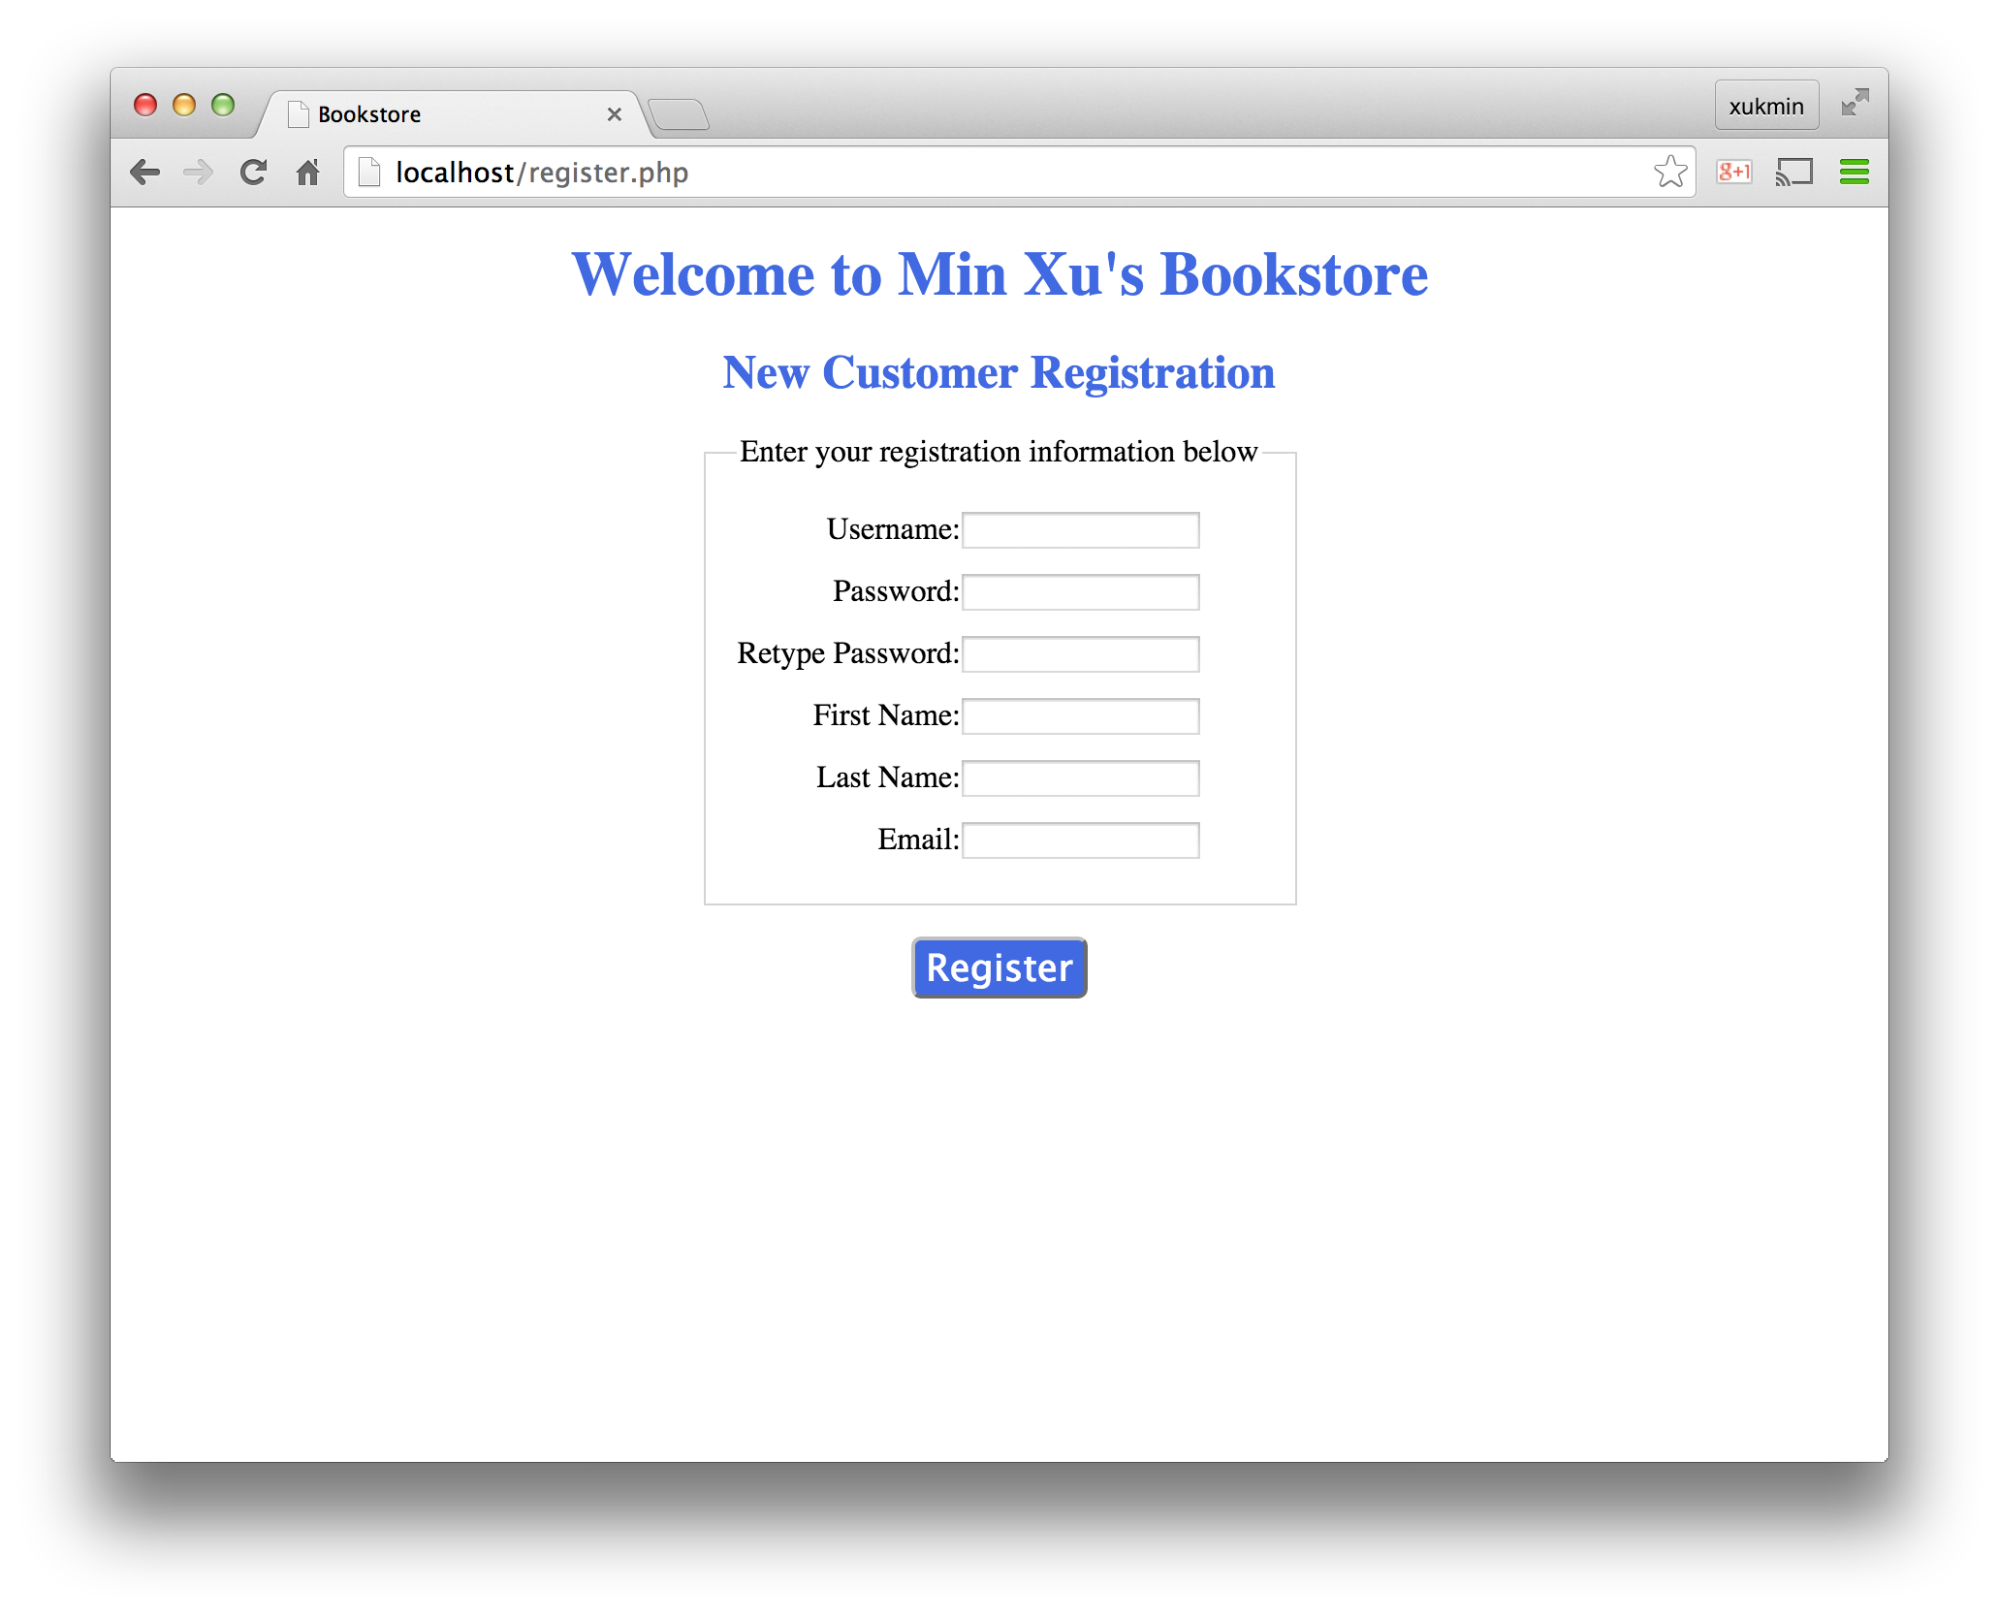 Bookstore
xukmin
localhost/register.php
g+1
Welcome to Min Xu's Bookstore
New Customer Registration
Enter your registration information below
Username:
Password:
Retype Password:
First Name:
Last Name:
Email:
Register